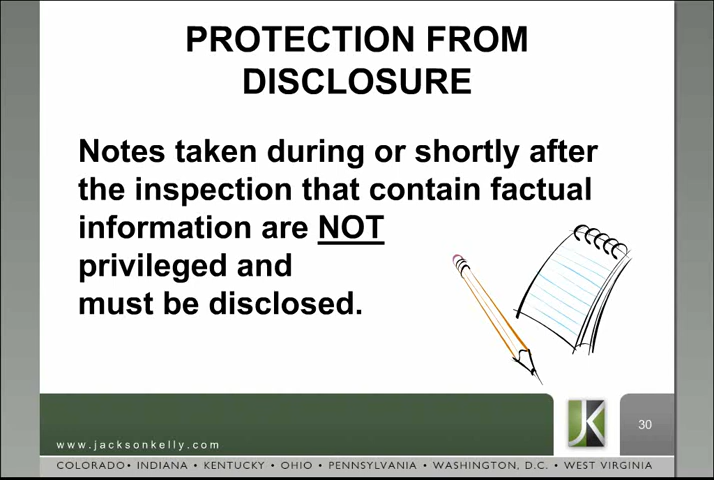 PROTECTION FROM
DISCLOSURE
Notes taken during or shortly after
the inspection that contain factual
information are NOT
privileged and
must be disclosed.
www.jacksonkelly.com
JK
30
COLORADO • INDIANA • KENTUCKY • OHIO • PENNSYLVANIA • WASHINGTON, D.C. • WEST VIRGINIA